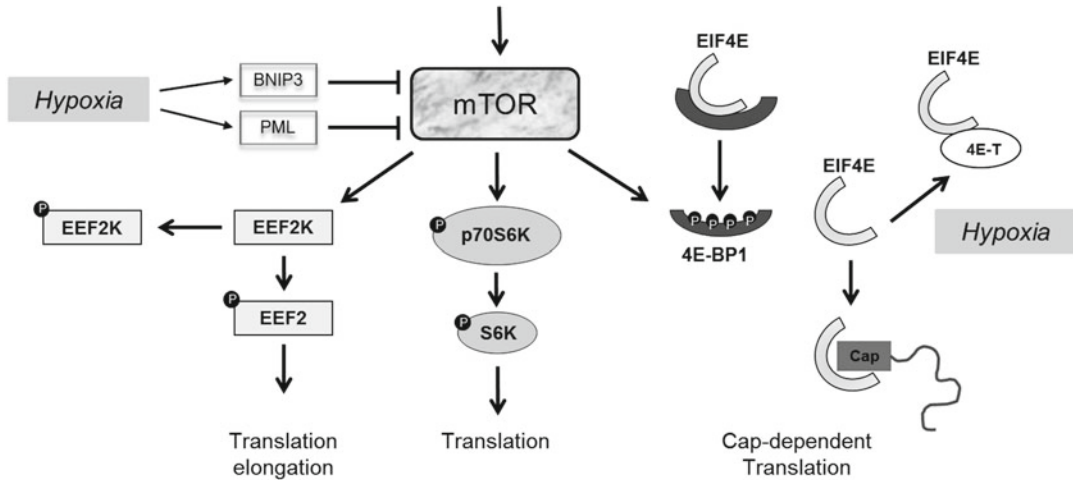 EIF4E
EIF4E
Hypoxia
BNIP3
mTOR
PML
4E-T
EIF4E
P
EEF2K
EEF2K
P
p70S6K
P P P P
4E-BP1
Hypoxia
P
EEF2
P
S6K
Cap
Translation
elongation
Translation
Cap-dependent
Translation